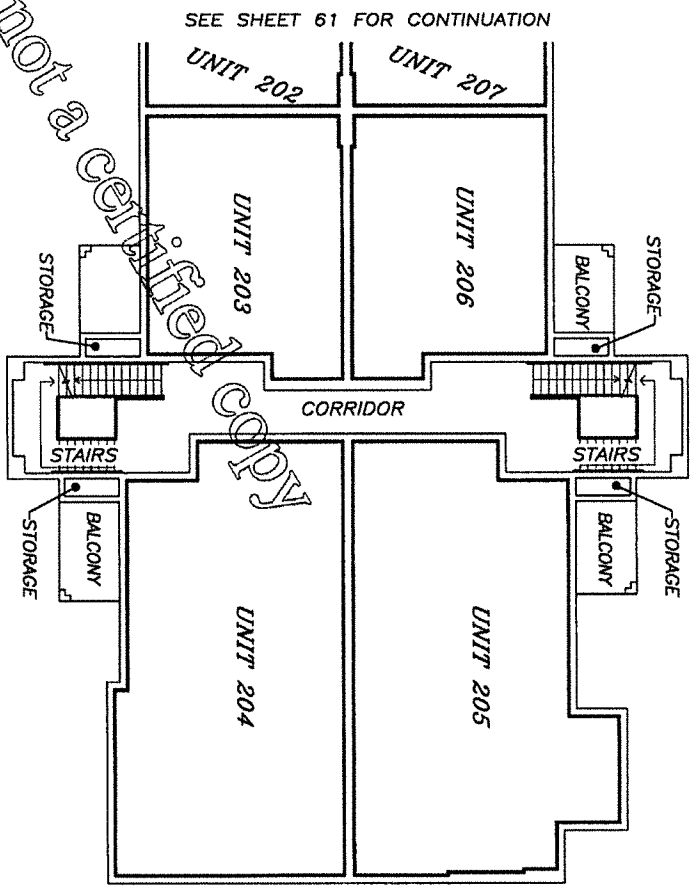 SEE SHEET 61 FOR CONTINUATION
not a certified copy
UNIT 202
UNIT 207
UNIT 203
UNIT 206
STORAGE
BALCONY
STORAGE
CORRIDOR
STAIRS
STAIRS
STORAGE
BALCONY
BALCONY
STORAGE
UNIT 204
UNIT 205